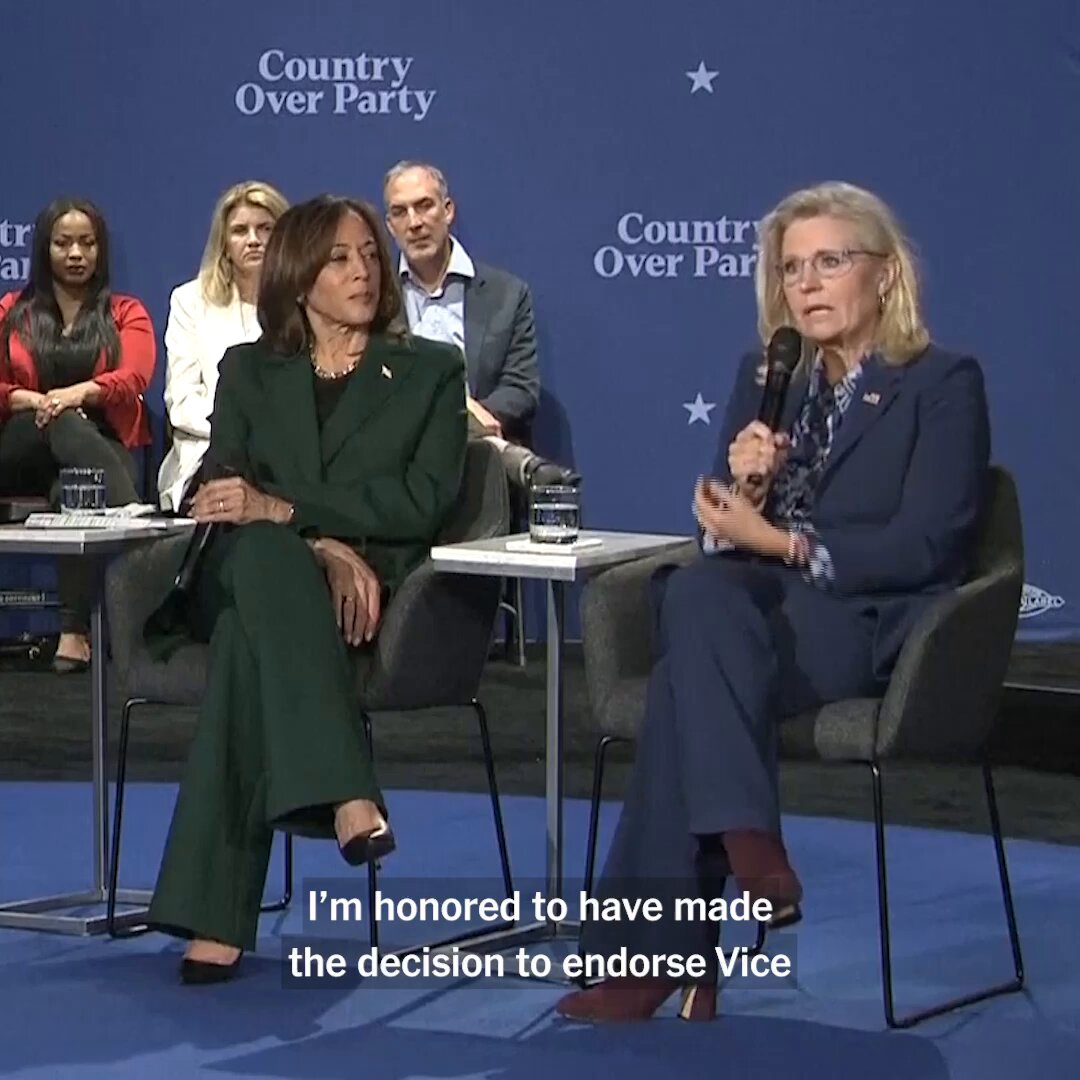 Country
Over Party
Country
Over Par
I'm honored to have made
the decision to endorse Vice